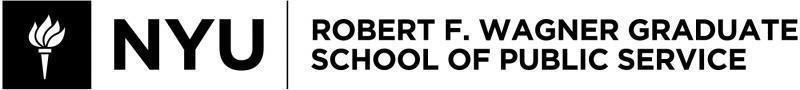 NYU
ROBERT F. WAGNER GRADUATE
SCHOOL OF PUBLIC SERVICE